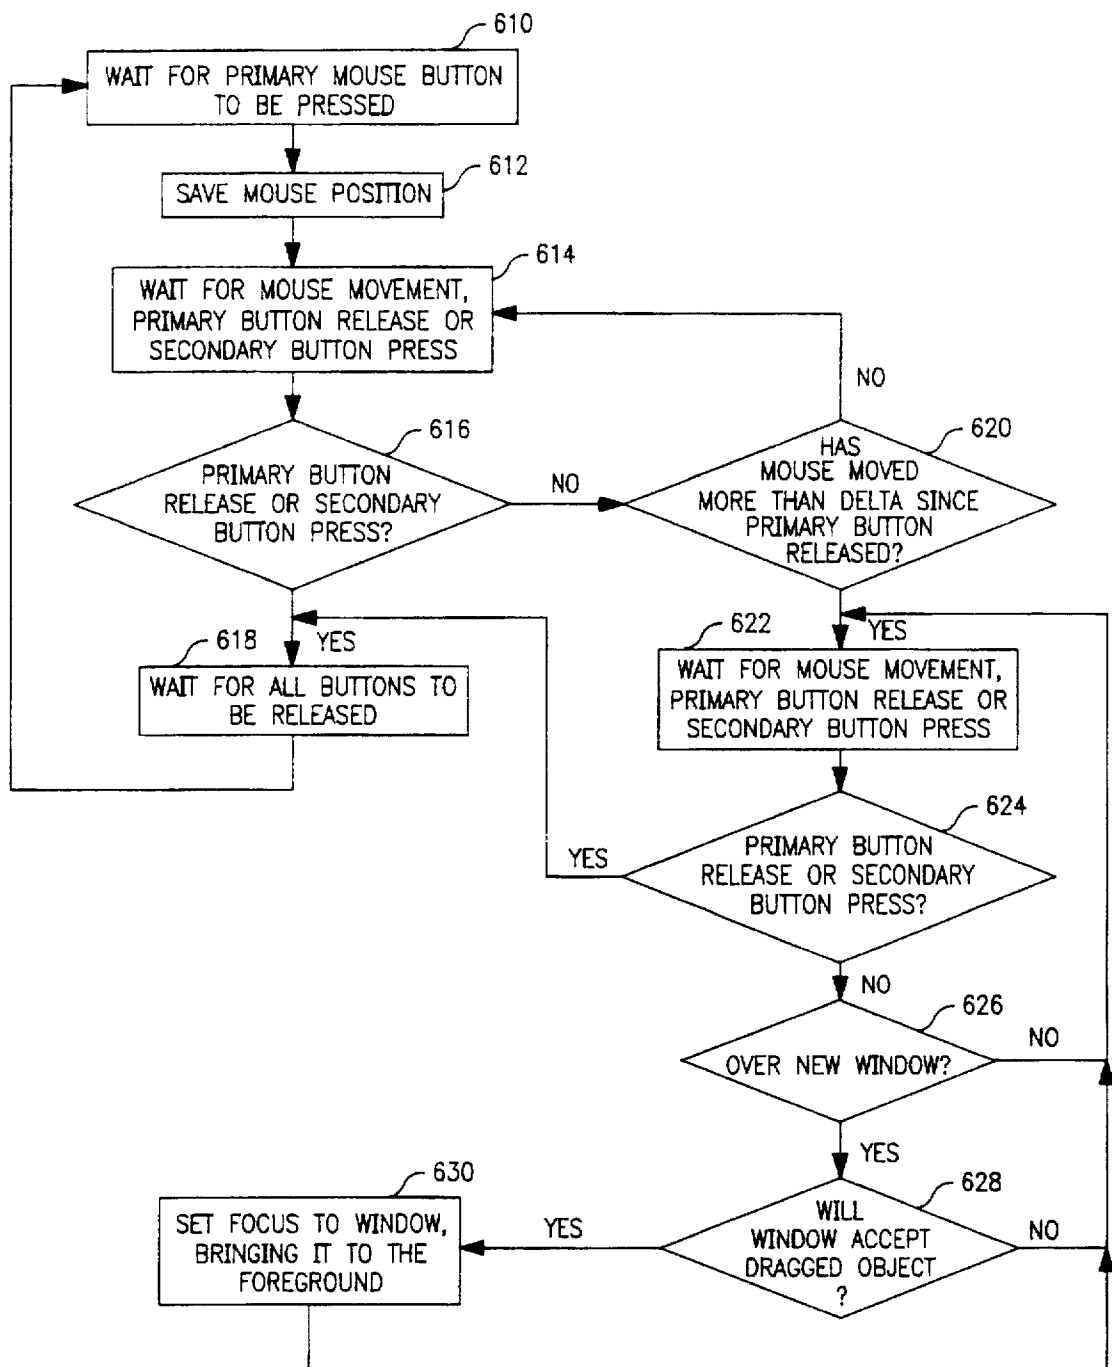 610
WAIT FOR PRIMARY MOUSE BUTTON
TO BE PRESSED
612
SAVE MOUSE POSITION
614
WAIT FOR MOUSE MOVEMENT,
PRIMARY BUTTON RELEASE OR
SECONDARY BUTTON PRESS
NO
616
PRIMARY BUTTON
RELEASE OR SECONDARY
BUTTON PRESS?
NO
620
HAS
MOUSE MOVED
MORE THAN DELTA SINCE
PRIMARY BUTTON
RELEASED?
YES
618
WAIT FOR ALL BUTTONS TO
BE RELEASED
YES
622
WAIT FOR MOUSE MOVEMENT,
PRIMARY BUTTON RELEASE OR
SECONDARY BUTTON PRESS
624
PRIMARY BUTTON
RELEASE OR SECONDARY
BUTTON PRESS?
YES
NO
626
OVER NEW WINDOW?
NO
YES
628
WILL
WINDOW ACCEPT
DRAGGED OBJECT
?
NO
YES
630
SET FOCUS TO WINDOW,
BRINGING IT TO THE
FOREGROUND